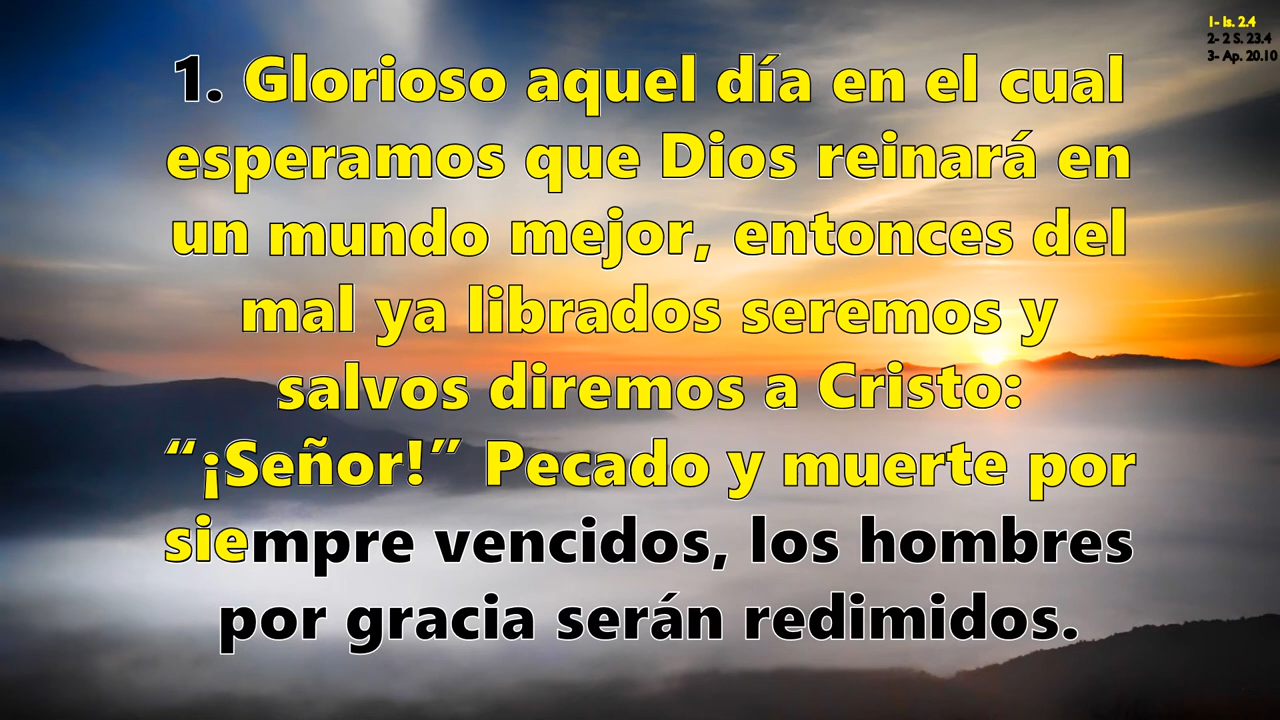 1- Is. 2.4
2- 2 S. 23.4
3- Ap. 20.10
1. Glorioso aquel día en el cual
esperamos que Dios reinará en
un mundo mejor, entonces del
mal ya librados seremos y
salvos diremos a Cristo:
“¡Señor!” Pecado y muerte por
siempre vencidos, los hombres
por gracia serán redimidos.